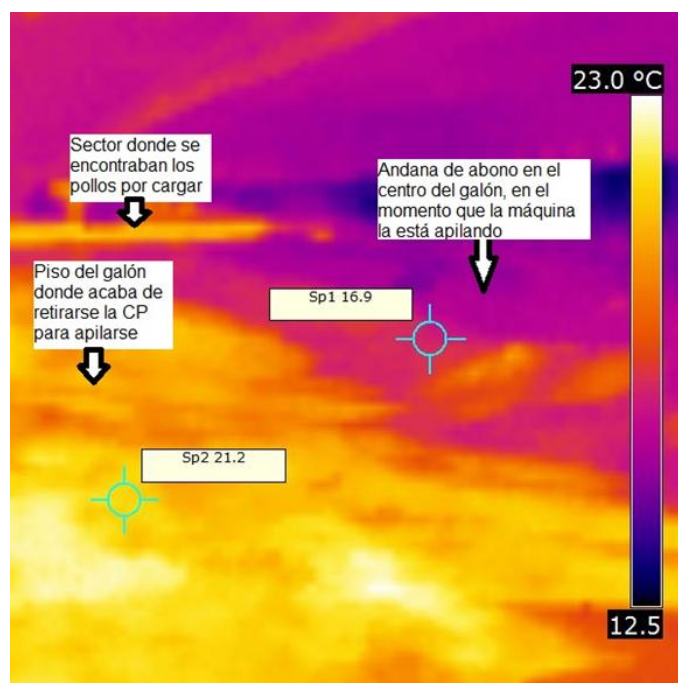 23.0 °C
Sector donde se
encontraban los
pollos por cargar
Andana de abono en el
centro del galón, en el
momento que la máquina
la está apilando
Piso del galón
donde acaba de
retirarse la CP
para apilarse
Sp1 16.9
Sp2 21.2
12.5